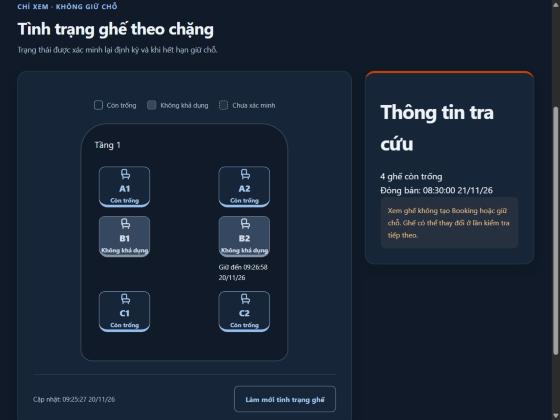 CHỈ XEM · KHÔNG GIỮ CHỖ
Tình trạng ghế theo chặng
Trạng thái được xác minh lại định kỳ và khi hết hạn giữ chỗ.
Còn trống
Không khả dụng
Chưa xác minh
Tầng 1
A1
Còn trống
A2
Còn trống
B1
Không khả dụng
B2
Không khả dụng
Giữ đến 09:26:58
20/11/26
C1
Còn trống
C2
Còn trống
Cập nhật: 09:25:27 20/11/26
Làm mới tình trạng ghế
Thông tin tra
cứu
4 ghế còn trống
Đóng bán: 08:30:00 21/11/26
Xem ghế không tạo Booking hoặc giữ
chỗ. Ghế có thể thay đổi ở lần kiểm tra
tiếp theo.